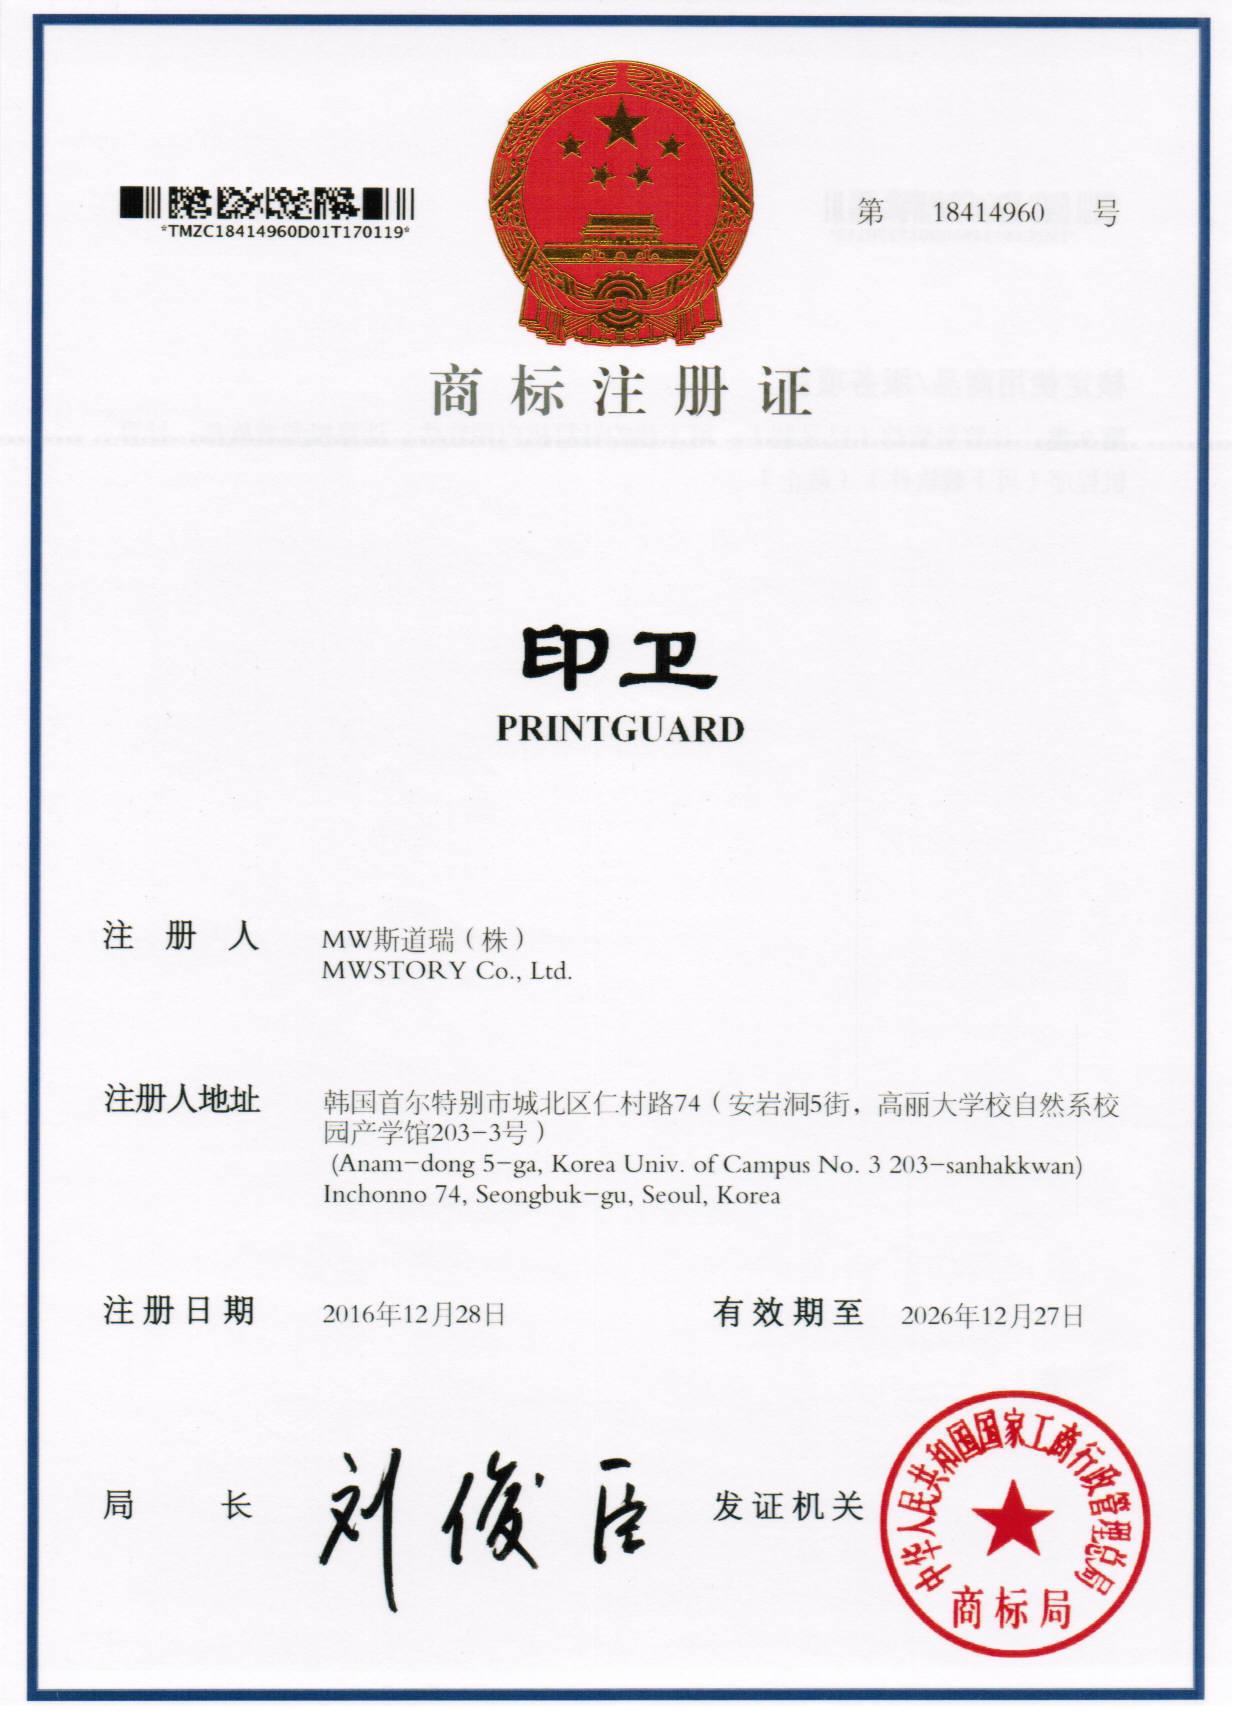 *TMZC18414960D01T170119*
第 18414960 号
商标注册证
印卫
PRINTGUARD
注册人 MW斯道瑞（株）
MWSTORY Co., Ltd.
注册人地址 韩国首尔特别市城北区仁村路74（安岩洞5街，高丽大学校自然系校
园产学馆203-3号）
(Anam-dong 5-ga, Korea Univ. of Campus No. 3 203-sanhakkwan)
Inchonno 74, Seongbuk-gu, Seoul, Korea
注册日期 2016年12月28日 有效期至 2026年12月27日
局长 刘俊臣 发证机关
中华人民共和国国家工商行政管理总局
商标局